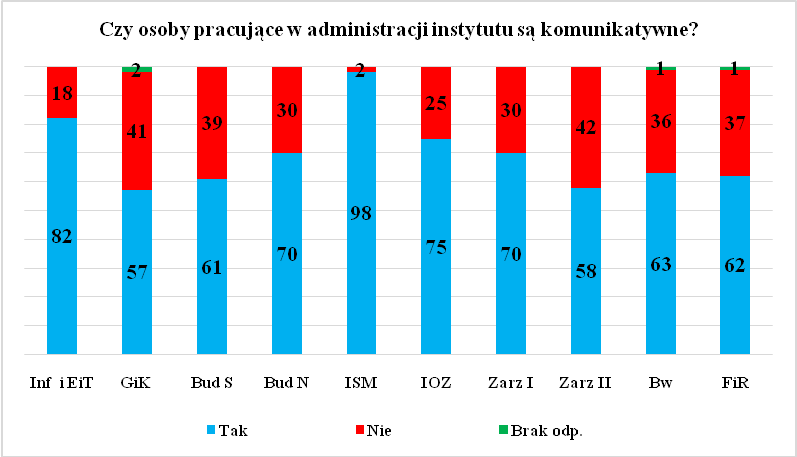 Czy osoby pracujące w administracji instytutu są komunikatywne?
2 2 1 1
18 41 39 30 25 30 42 36 37
82 57 61 70 98 75 70 58 63 62
Inf i EiT GiK Bud S Bud N ISM IOZ Zarz I Zarz II Bw FiR
Tak Nie Brak odp.